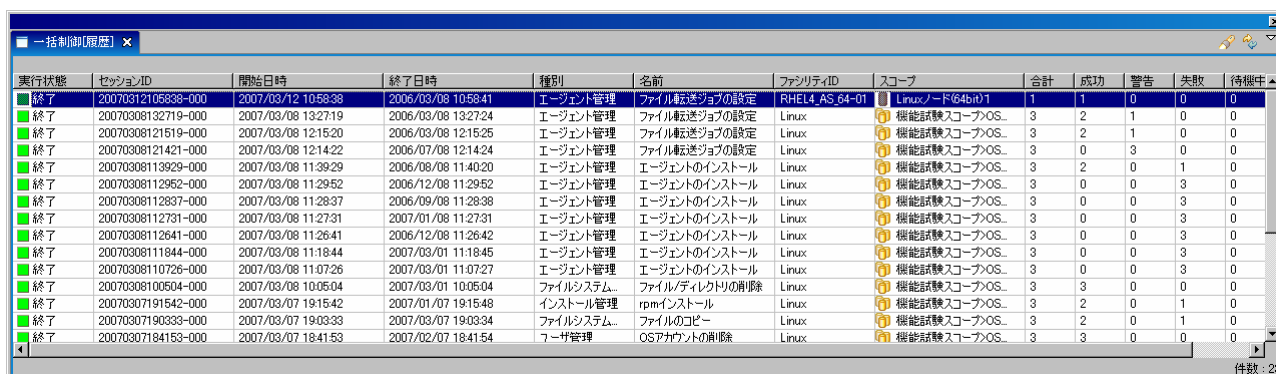 一括制御[履歴]
実行状態 セッションID 開始日時 終了日時 種別 名前 ファシリティID スコープ 合計 成功 警告 失敗 待機中
終了 20070312105838-000 2007/03/12 10:58:38 2006/03/08 10:58:41 エージェント管理 ファイル転送ジョブの設定 RHEL4_AS_64-01 Linuxノード(64bit)1 1 1 0 0 0
終了 20070308132719-000 2007/03/08 13:27:19 2006/03/08 13:27:24 エージェント管理 ファイル転送ジョブの設定 Linux 機能試験スコープ>OS... 3 2 1 0 0
終了 20070308121519-000 2007/03/08 12:15:20 2006/03/08 12:15:25 エージェント管理 ファイル転送ジョブの設定 Linux 機能試験スコープ>OS... 3 2 1 0 0
終了 20070308121421-000 2007/03/08 12:14:22 2006/07/08 12:14:24 エージェント管理 ファイル転送ジョブの設定 Linux 機能試験スコープ>OS... 3 0 3 0 0
終了 20070308113929-000 2007/03/08 11:39:29 2006/08/08 11:40:20 エージェント管理 エージェントのインストール Linux 機能試験スコープ>OS... 3 2 0 1 0
終了 20070308112952-000 2007/03/08 11:29:52 2006/12/08 11:29:52 エージェント管理 エージェントのインストール Linux 機能試験スコープ>OS... 3 0 0 3 0
終了 20070308112837-000 2007/03/08 11:28:37 2006/09/08 11:28:38 エージェント管理 エージェントのインストール Linux 機能試験スコープ>OS... 3 0 0 3 0
終了 20070308112731-000 2007/03/08 11:27:31 2007/01/08 11:27:31 エージェント管理 エージェントのインストール Linux 機能試験スコープ>OS... 3 0 0 3 0
終了 20070308112641-000 2007/03/08 11:26:41 2006/12/08 11:26:42 エージェント管理 エージェントのインストール Linux 機能試験スコープ>OS... 3 0 0 3 0
終了 20070308111844-000 2007/03/08 11:18:44 2007/03/01 11:18:45 エージェント管理 エージェントのインストール Linux 機能試験スコープ>OS... 3 0 0 3 0
終了 20070308110726-000 2007/03/08 11:07:26 2007/03/01 11:07:27 エージェント管理 エージェントのインストール Linux 機能試験スコープ>OS... 3 0 0 3 0
終了 20070308100504-000 2007/03/08 10:05:04 2007/03/01 10:05:04 ファイルシステム... ファイル/ディレクトリの削除 Linux 機能試験スコープ>OS... 3 3 0 0 0
終了 20070307191542-000 2007/03/07 19:15:42 2007/01/07 19:15:48 インストール管理 rpmインストール Linux 機能試験スコープ>OS... 3 2 0 1 0
終了 20070307190333-000 2007/03/07 19:03:33 2007/03/07 19:03:34 ファイルシステム... ファイルのコピー Linux 機能試験スコープ>OS... 3 2 0 1 0
終了 20070307184153-000 2007/03/07 18:41:53 2007/02/07 18:41:54 ユーザ管理 OSアカウントの削除 Linux 機能試験スコープ>OS... 3 3 0 0 0
件数 : 2